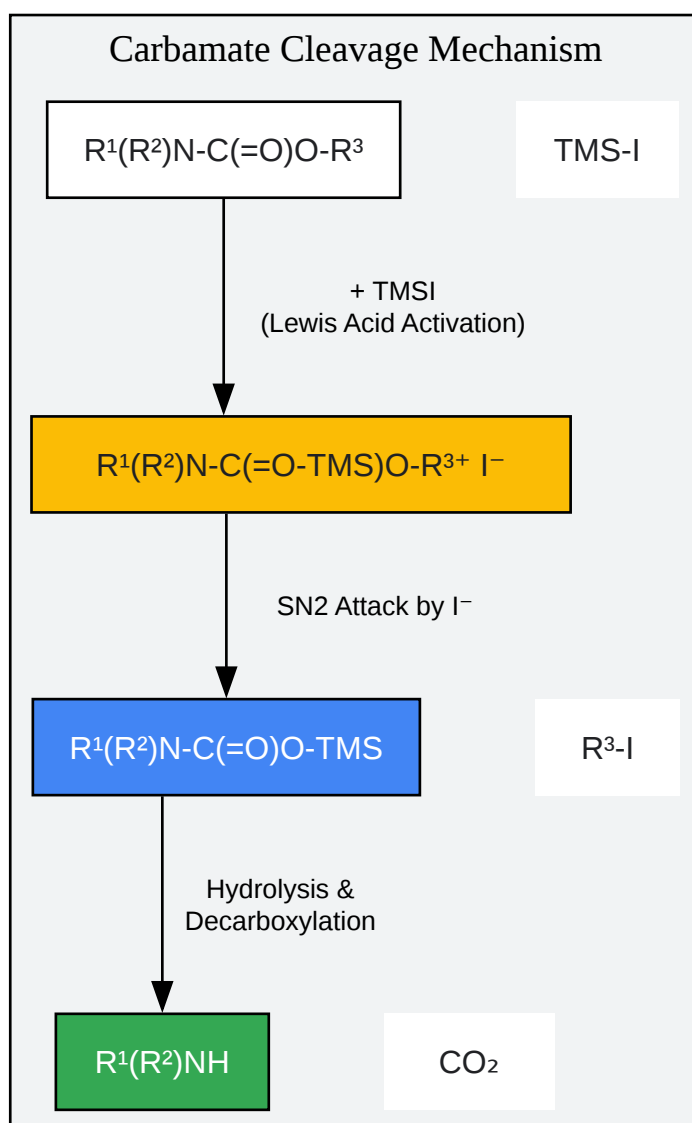 Carbamate Cleavage Mechanism
R¹(R²)N-C(=O)O-R³
TMS-I
+ TMSI
(Lewis Acid Activation)
R¹(R²)N-C(=O-TMS)O-R³⁺ I⁻
SN2 Attack by I⁻
R¹(R²)N-C(=O)O-TMS
R³-I
Hydrolysis &
Decarboxylation
R¹(R²)NH
CO₂